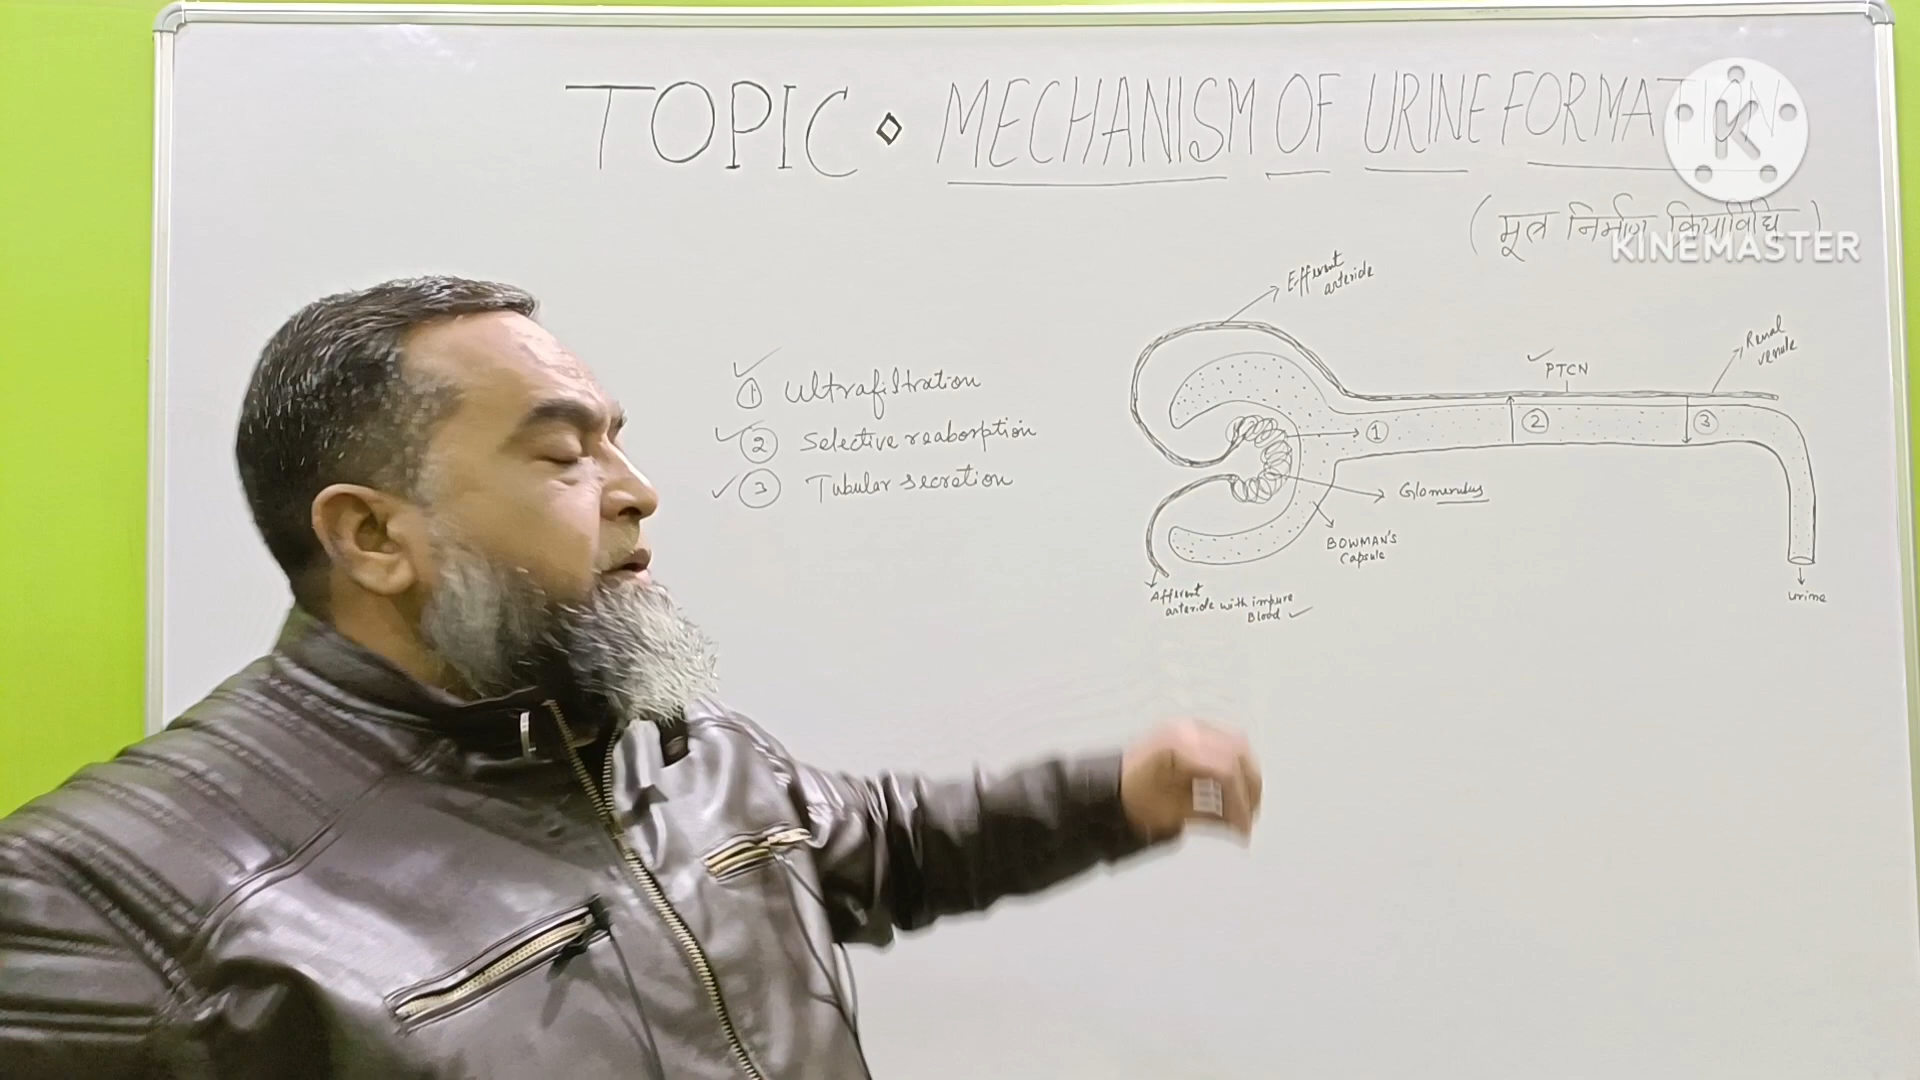 TOPIC ⋄ MECHANISM OF URINE FORMATION
(मूत्र निर्माण क्रियाविधि)
KINEMASTER
① ultrafiltration
② Selective reabsorption
③ Tubular secretion
Efferent
arteriole
PTCN
Renal
venule
①
②
③
Glomerulus
BOWMAN'S
Capsule
Afferent
arteriole with impure
Blood
urine